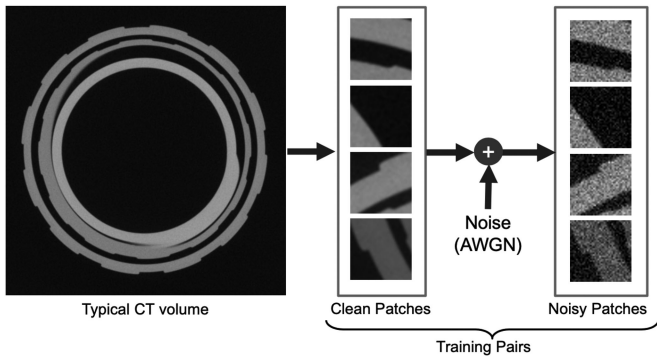 +
Noise
(AWGN)
Typical CT volume
Clean Patches
Noisy Patches
Training Pairs